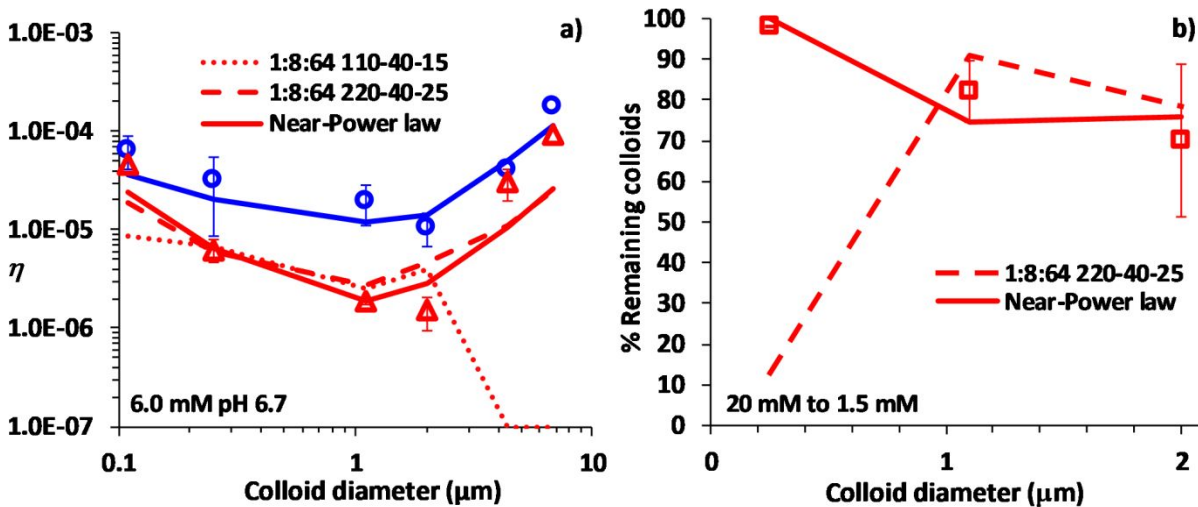 a)
1.0E-03
1.0E-04
1.0E-05
1.0E-06
1.0E-07
η
1:8:64 110-40-15
1:8:64 220-40-25
Near-Power law
6.0 mM pH 6.7
0.1
1
10
Colloid diameter (μm)
b)
100
90
80
70
60
50
40
30
20
10
0
% Remaining colloids
1:8:64 220-40-25
Near-Power law
20 mM to 1.5 mM
0
1
2
Colloid diameter (μm)